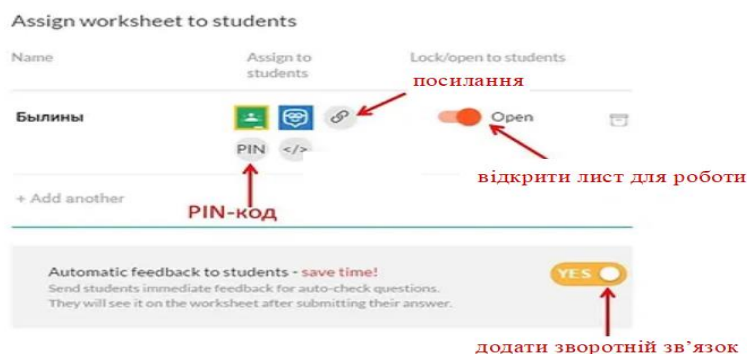 Assign worksheet to students
Name
Assign to
students
Lock/open to students
посилання
Былины
Open
PIN </>
відкрити лист для роботи
+ Add another
PIN-код
Automatic feedback to students - save time!
YES
Send students immediate feedback for auto-check questions.
They will see it on the worksheet after submitting their answer.
додати зворотній зв’язок